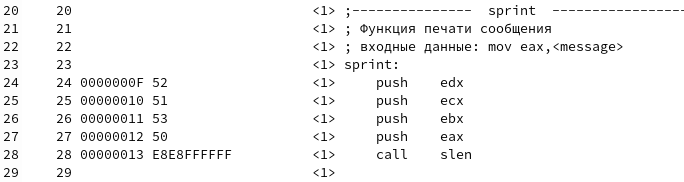 20 20 <1> ;--------------- sprint -----------------
21 21 <1> ; Функция печати сообщения
22 22 <1> ; входные данные: mov eax,<message>
23 23 <1> sprint:
24 24 0000000F 52 <1> push edx
25 25 00000010 51 <1> push ecx
26 26 00000011 53 <1> push ebx
27 27 00000012 50 <1> push eax
28 28 00000013 E8E8FFFFFF <1> call slen
29 29 <1>